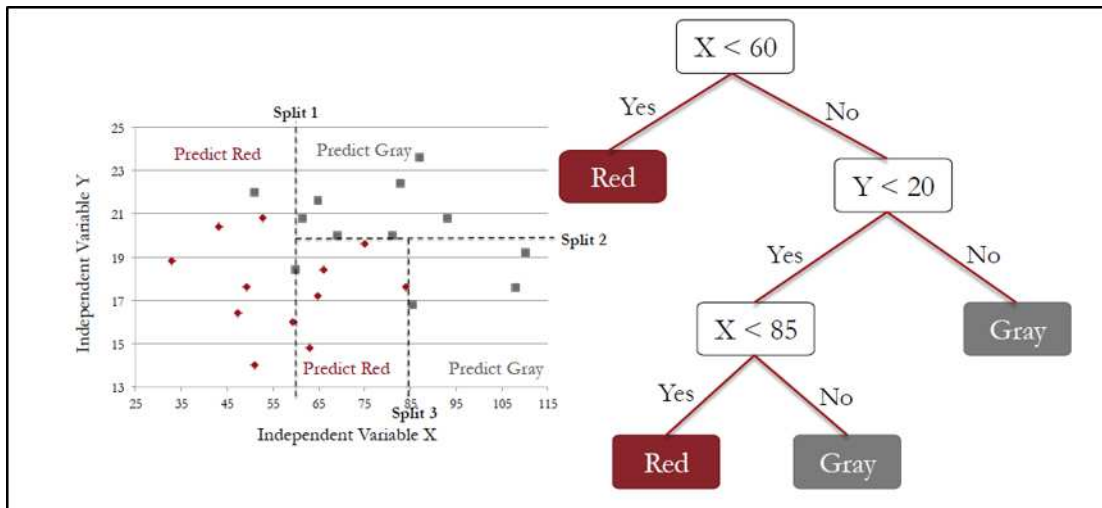 Split 1
25
23
21
19
17
15
13
Independent Variable Y
Predict Red
Predict Gray
Split 2
Predict Red
Predict Gray
25 35 45 55 65 75 85 95 105 115
Split 3
Independent Variable X
X < 60
Yes
No
Red
Y < 20
Yes
No
X < 85
Gray
Yes
No
Red
Gray